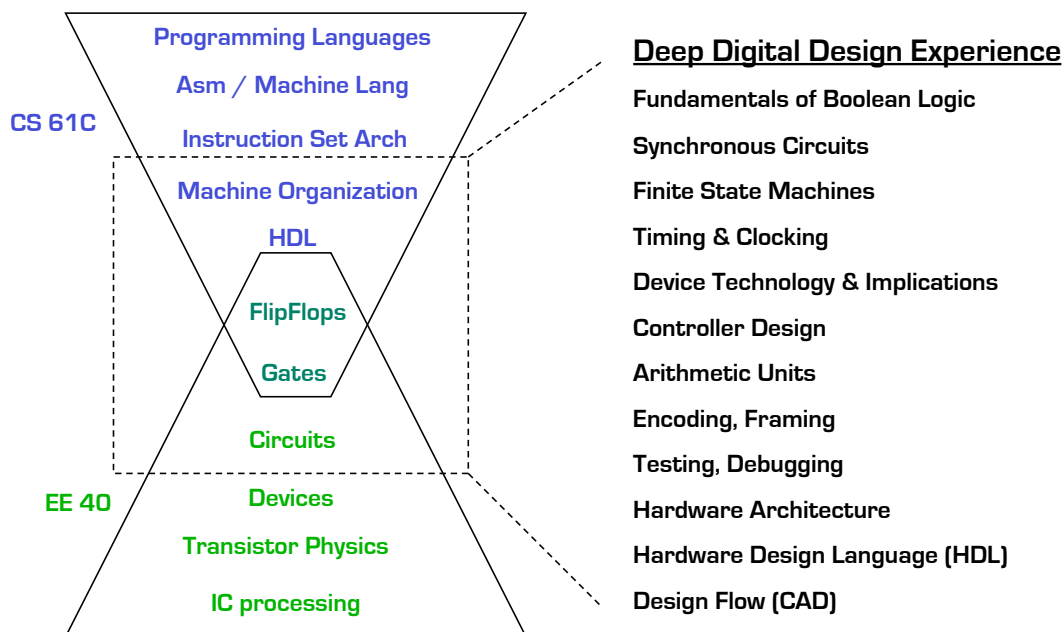 Programming Languages
Asm / Machine Lang
CS 61C
Instruction Set Arch
Machine Organization
HDL
FlipFlops
Gates
Circuits
EE 40
Devices
Transistor Physics
IC processing
Deep Digital Design Experience
Fundamentals of Boolean Logic
Synchronous Circuits
Finite State Machines
Timing & Clocking
Device Technology & Implications
Controller Design
Arithmetic Units
Encoding, Framing
Testing, Debugging
Hardware Architecture
Hardware Design Language (HDL)
Design Flow (CAD)